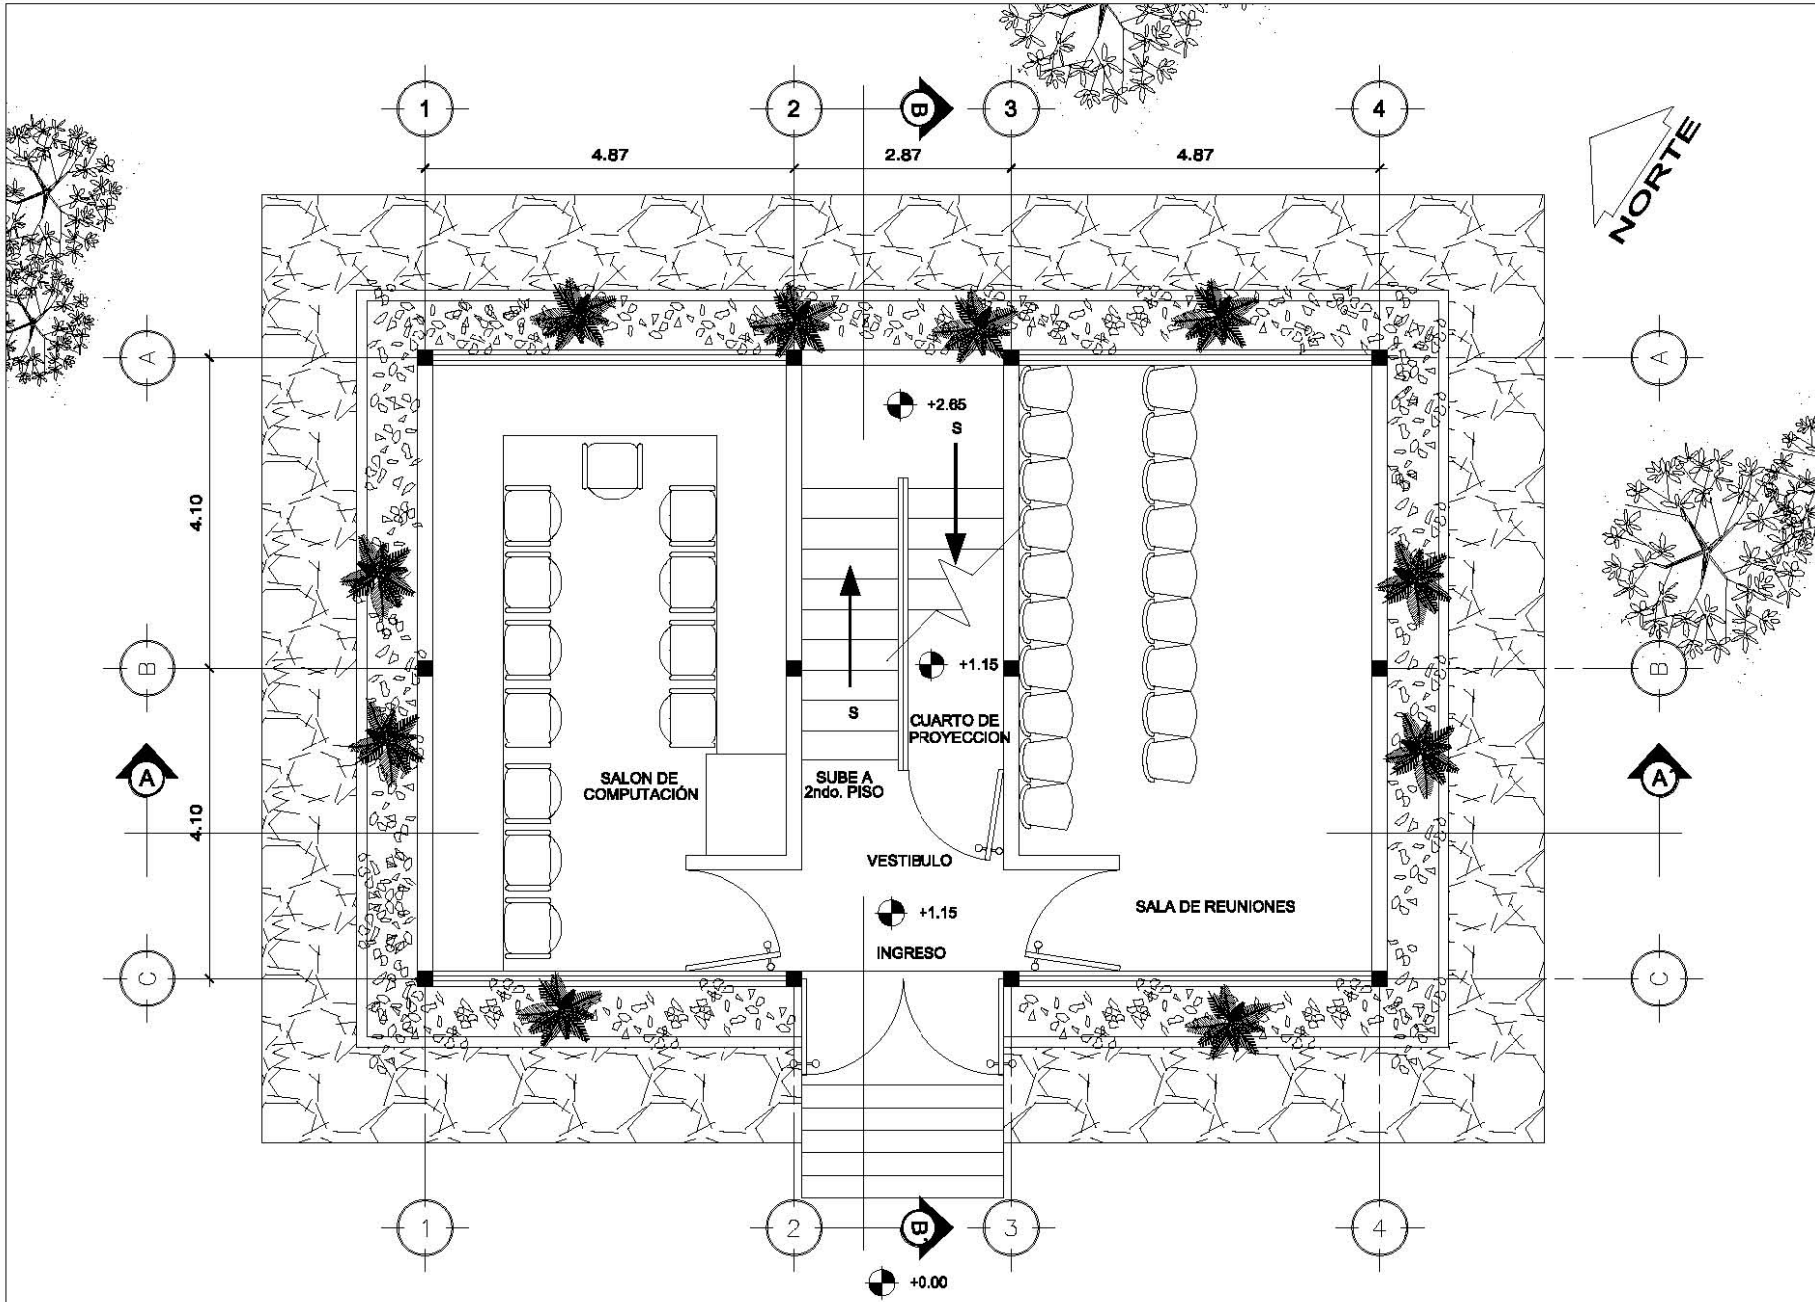 1
2
B
3
4
4.87
2.87
4.87
NORTE
A
A
+2.65
S
4.10
B
+1.15
B
S
CUARTO DE
PROYECCION
A
SALON DE
COMPUTACIÓN
SUBE A
2ndo. PISO
A'
4.10
VESTIBULO
SALA DE REUNIONES
+1.15
INGRESO
C
C
1
2
B'
3
4
+0.00